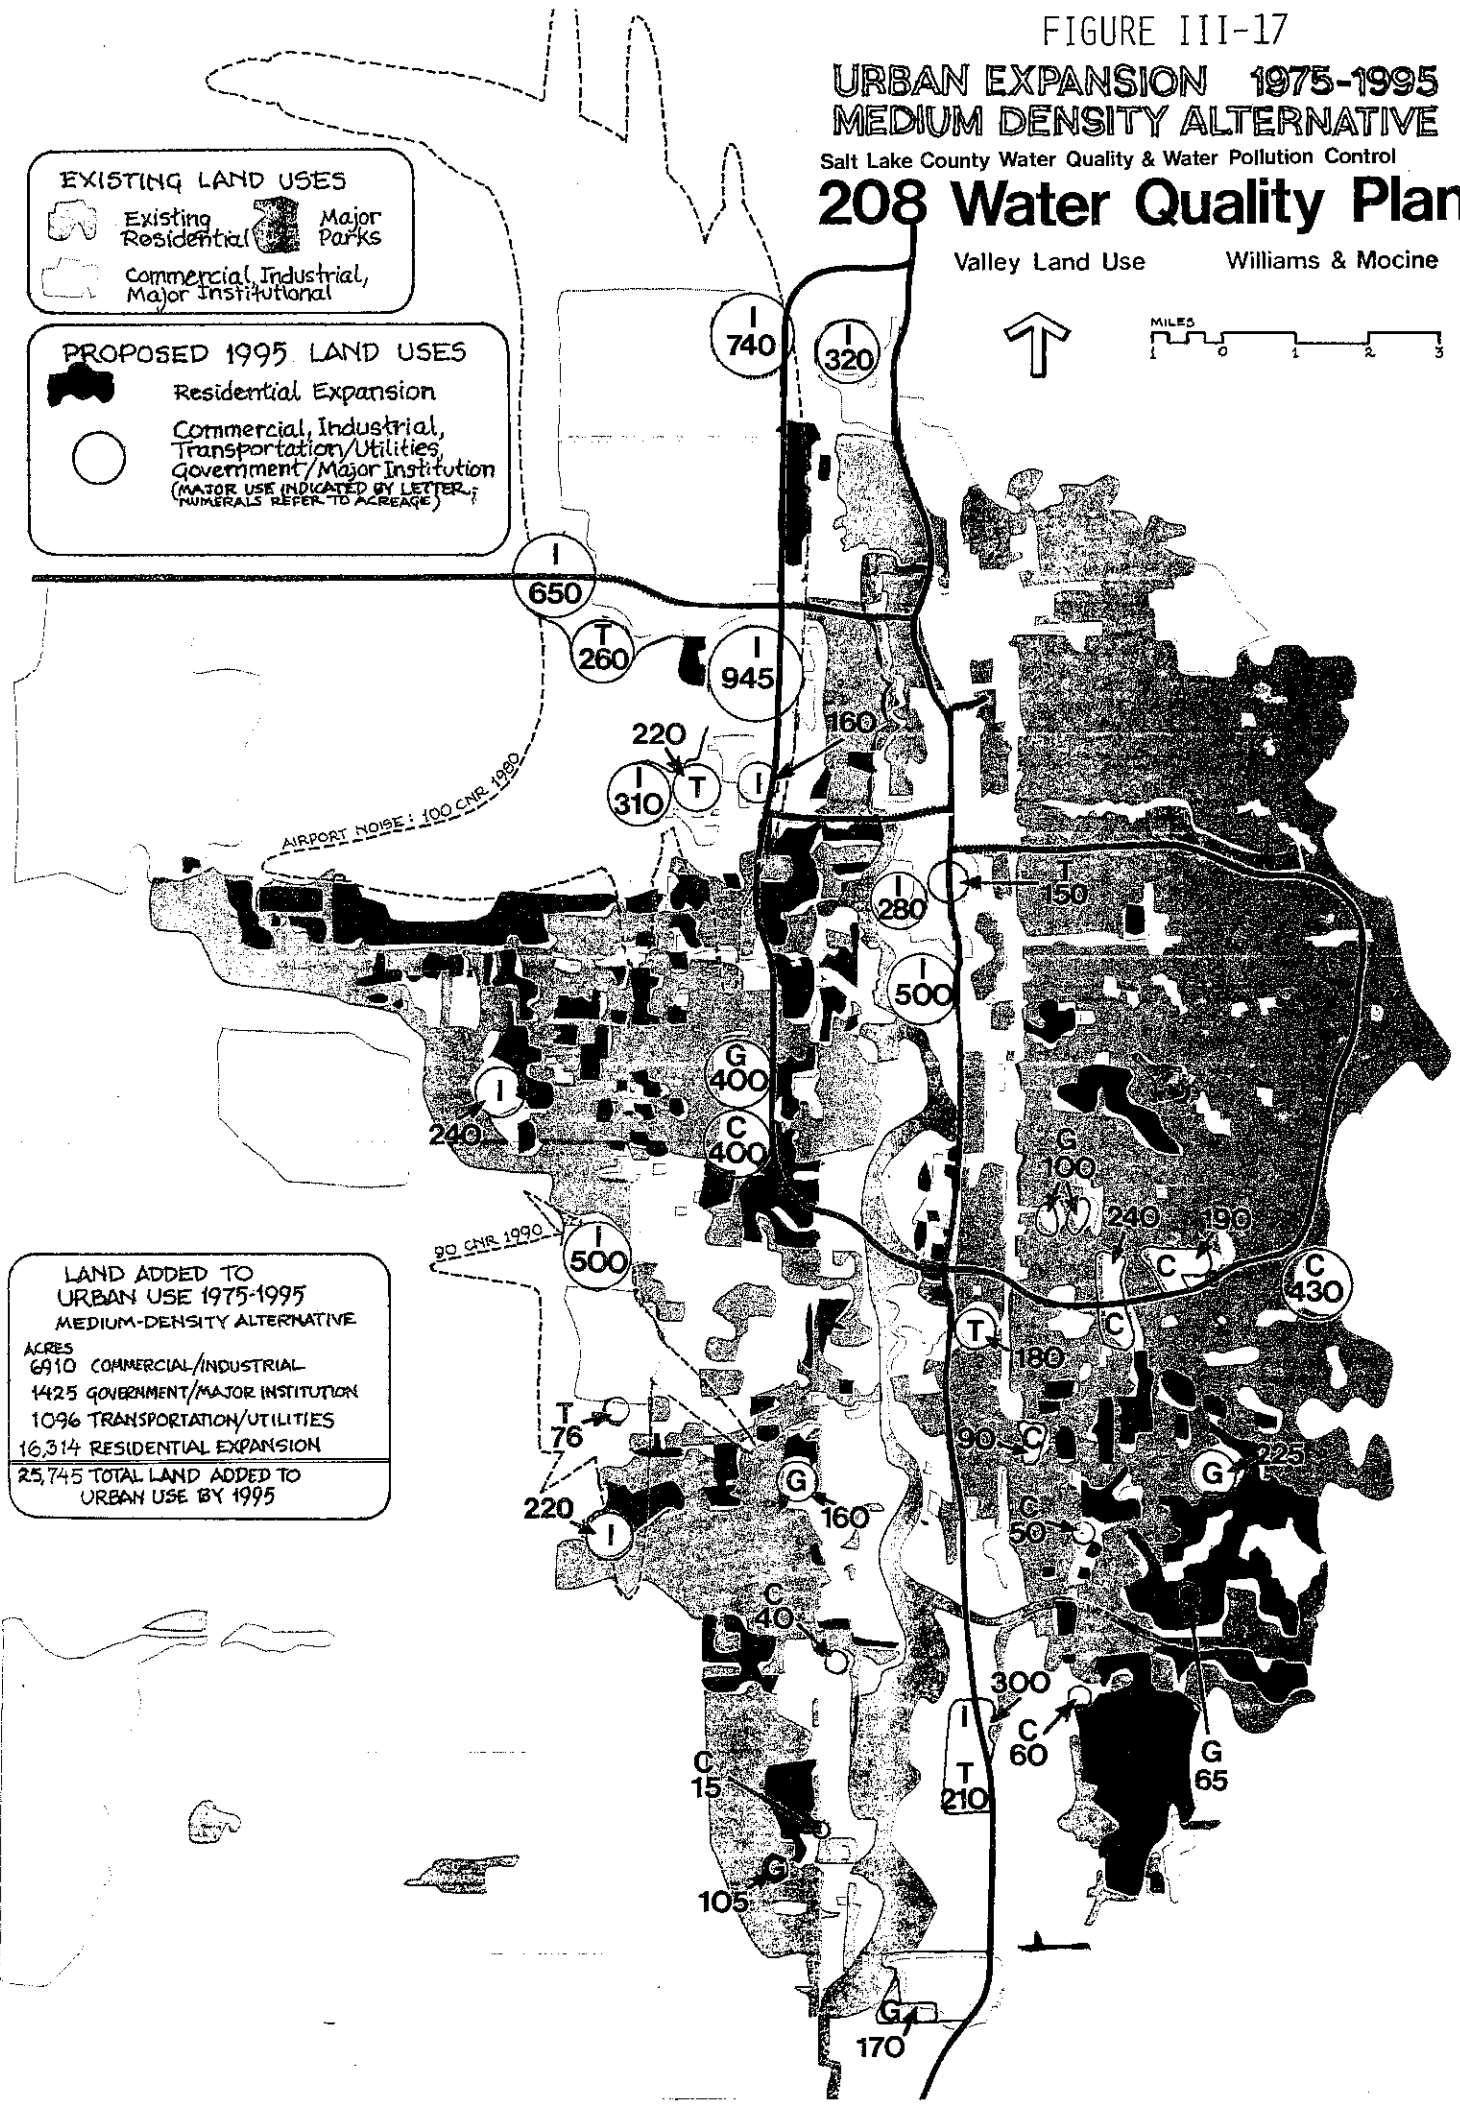 FIGURE III-17
URBAN EXPANSION 1975-1995
MEDIUM DENSITY ALTERNATIVE
Salt Lake County Water Quality & Water Pollution Control
208 Water Quality Plan
Valley Land Use
Williams & Mocine
MILES
1 0 1 2 3
EXISTING LAND USES
Existing
Residential
Major
Parks
Commercial, Industrial,
Major Institutional
PROPOSED 1995 LAND USES
Residential Expansion
Commercial, Industrial,
Transportation/Utilities,
Government/Major Institution
(MAJOR USE INDICATED BY LETTER;
NUMERALS REFER TO ACREAGE)
I
740
I
320
I
650
T
260
I
945
160
220
I
310
T
I
AIRPORT NOISE: 100 CNR 1980
I
280
T
150
I
500
G
400
I
240
C
400
G
100
240
190
90 CNR 1990
I
500
C
C
430
C
T
180
LAND ADDED TO
URBAN USE 1975-1995
MEDIUM-DENSITY ALTERNATIVE
ACRES
6910 COMMERCIAL/INDUSTRIAL
1425 GOVERNMENT/MAJOR INSTITUTION
1096 TRANSPORTATION/UTILITIES
16,314 RESIDENTIAL EXPANSION
25,745 TOTAL LAND ADDED TO
URBAN USE BY 1995
T
76
90
C
225
G
G
160
220
I
C
50
C
40
300
I
C
60
G
65
C
15
T
210
G
105
G
170